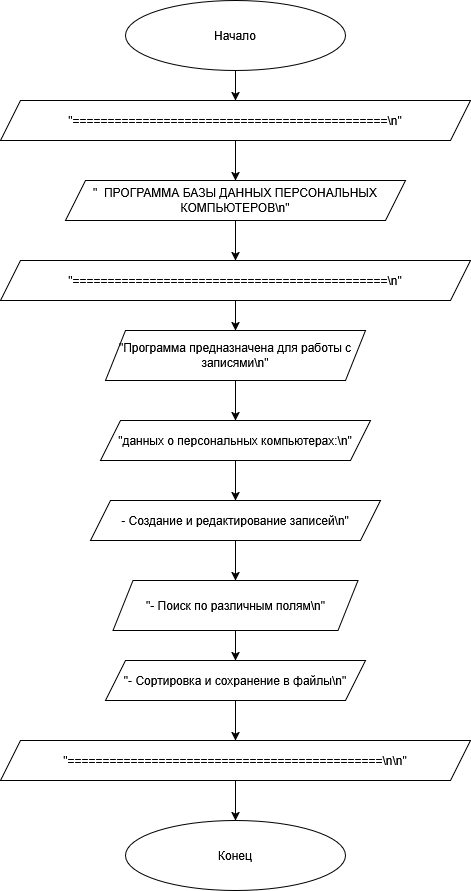 Начало
"=================================================\n"
"  ПРОГРАММА БАЗЫ ДАННЫХ ПЕРСОНАЛЬНЫХ
КОМПЬЮТЕРОВ\n"
"=================================================\n"
"Программа предназначена для работы с
записями\n"
"данных о персональных компьютерах:\n"
- Создание и редактирование записей\n"
"- Поиск по различным полям\n"
"- Сортировка и сохранение в файлы\n"
"=============================================\n\n"
Конец